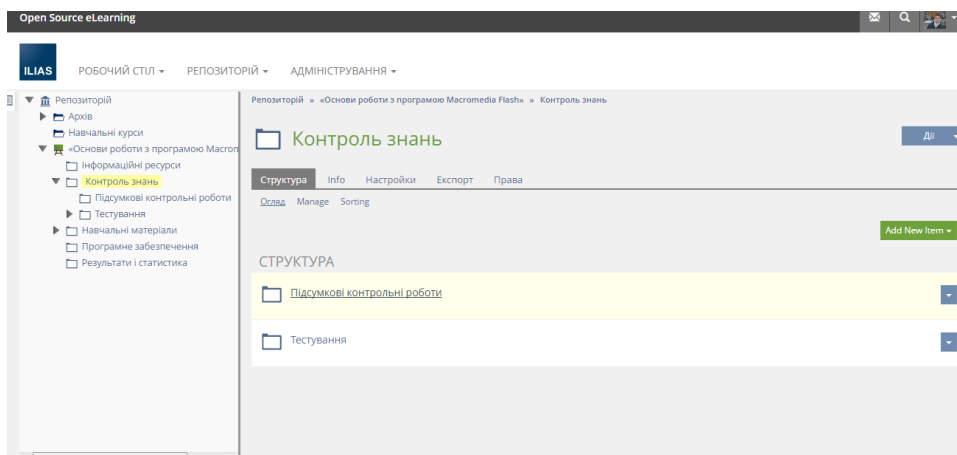 Open Source eLearning
ILIAS
РОБОЧИЙ СТІЛ РЕПОЗИТОРІЙ АДМІНІСТРУВАННЯ
Репозиторій
Архів
Навчальні курси
«Основи роботи з програмою Macron
Інформаційні ресурси
Контроль знань
Підсумкові контрольні роботи
Тестування
Навчальні матеріали
Програмне забезпечення
Результати і статистика
Репозиторій » «Основи роботи з програмою Macromedia Flash» » Контроль знань
Контроль знань
Дії
Структура Info Настройки Експорт Права
Огляд Manage Sorting
Add New Item
СТРУКТУРА
Підсумкові контрольні роботи
Тестування